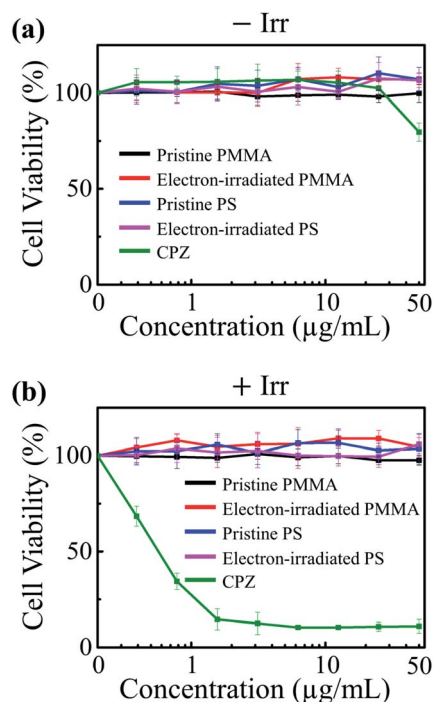 (a)
− Irr
Cell Viability (%)
100
50
0
Pristine PMMA
Electron-irradiated PMMA
Pristine PS
Electron-irradiated PS
CPZ
0 1 10 50
Concentration (µg/mL)
(b)
+ Irr
Cell Viability (%)
100
50
0
Pristine PMMA
Electron-irradiated PMMA
Pristine PS
Electron-irradiated PS
CPZ
0 1 10 50
Concentration (µg/mL)